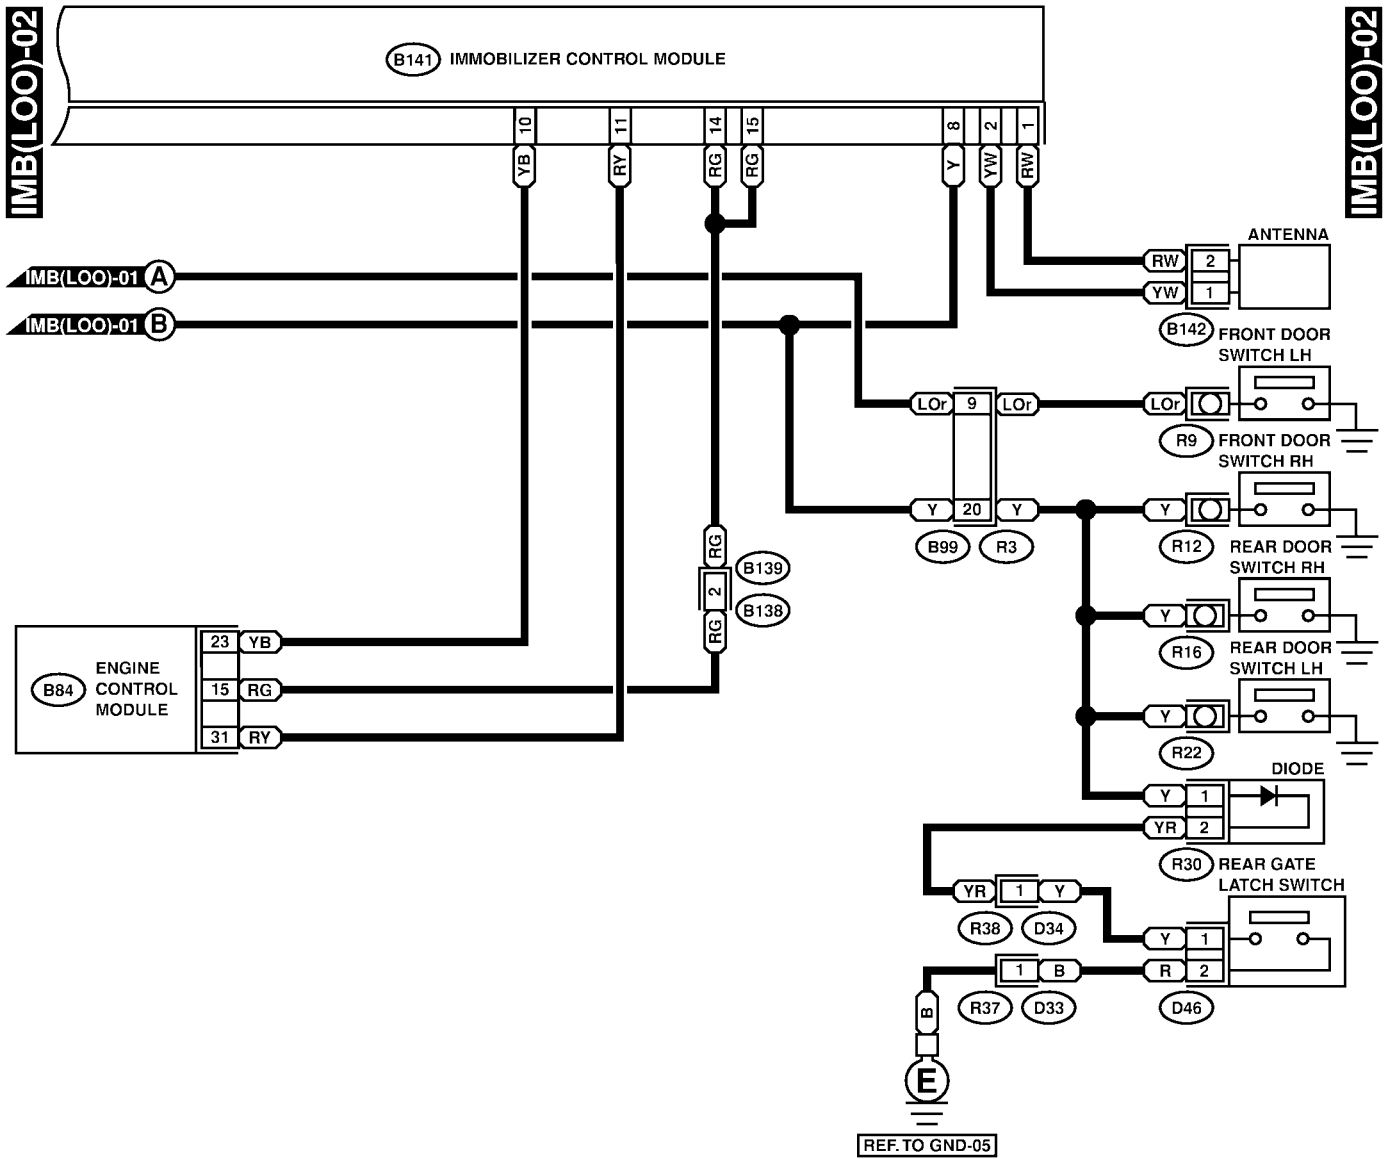 IMB(LOO)-02
IMB(LOO)-02
B141 IMMOBILIZER CONTROL MODULE
10 11 14 15 8 2 1
YB RY RG RG Y YW RW
ANTENNA
IMB(LOO)-01 A
RW 2
YW 1
IMB(LOO)-01 B
B142
FRONT DOOR
SWITCH LH
LOr 9 LOr
LOr
R9
FRONT DOOR
SWITCH RH
Y 20 Y
Y
B99 R3
R12
REAR DOOR
SWITCH RH
RG
B139
2
B138
RG
Y
R16
REAR DOOR
SWITCH LH
Y
R22
B84
ENGINE
CONTROL
MODULE
23 YB
15 RG
31 RY
DIODE
Y 1
YR 2
R30
REAR GATE
LATCH SWITCH
YR 1 Y
R38 D34
Y 1
1 B
R 2
R37 D33
D46
B
E
REF. TO GND-05